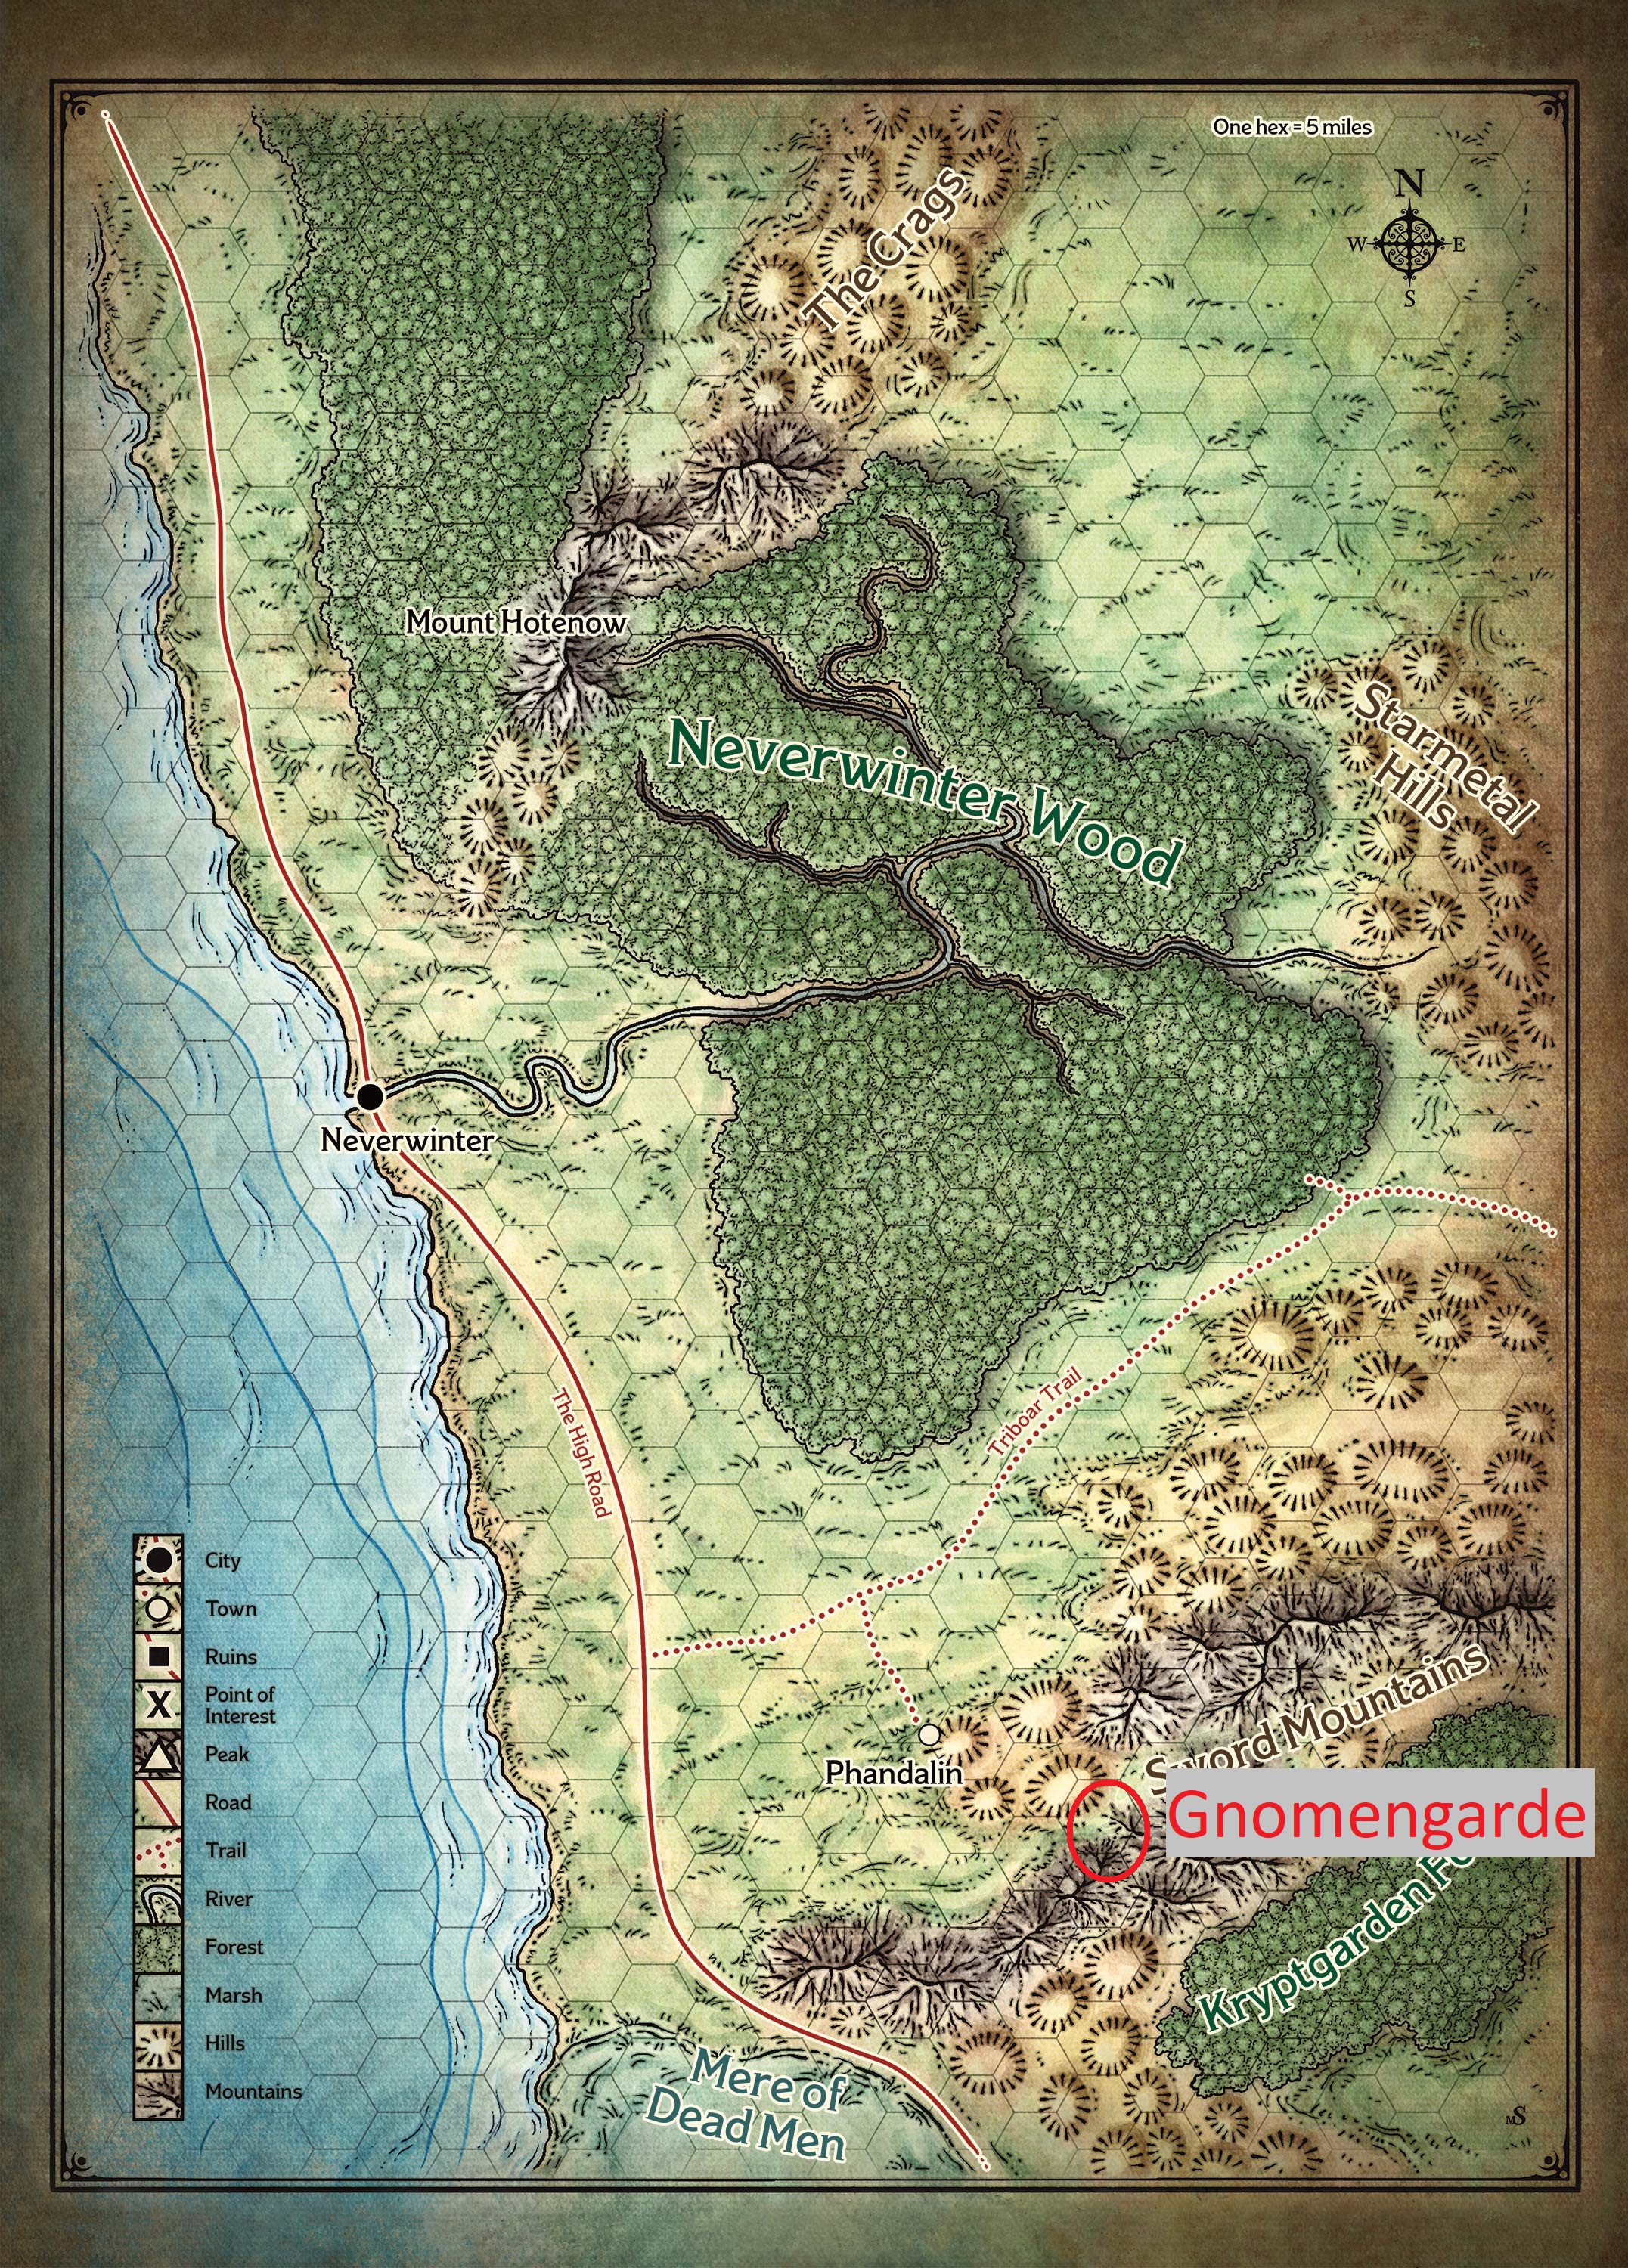 One hex = 5 miles
N
W E
S
The Crags
Mount Hotenow
Neverwinter Wood
Starmetal
Hills
Neverwinter
The High Road
Triboar Trail
City
Town
Ruins
Point of
Interest
Peak
Road
Trail
River
Forest
Marsh
Hills
Mountains
X
Phandalin
Sword Mountains
Gnomengarde
Kryptgarden Fo
Mere of
Dead Men